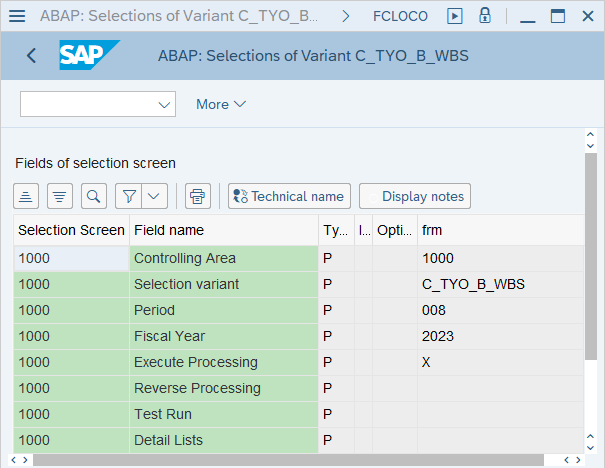 ABAP: Selections of Variant C_TYO_B... FCLOCO
SAP ABAP: Selections of Variant C_TYO_B_WBS
More
Fields of selection screen
Technical name Display notes
Selection Screen Field name Ty... I... Opti... frm
1000 Controlling Area P 1000
1000 Selection variant P C_TYO_B_WBS
1000 Period P 008
1000 Fiscal Year P 2023
1000 Execute Processing P X
1000 Reverse Processing P
1000 Test Run P
1000 Detail Lists P